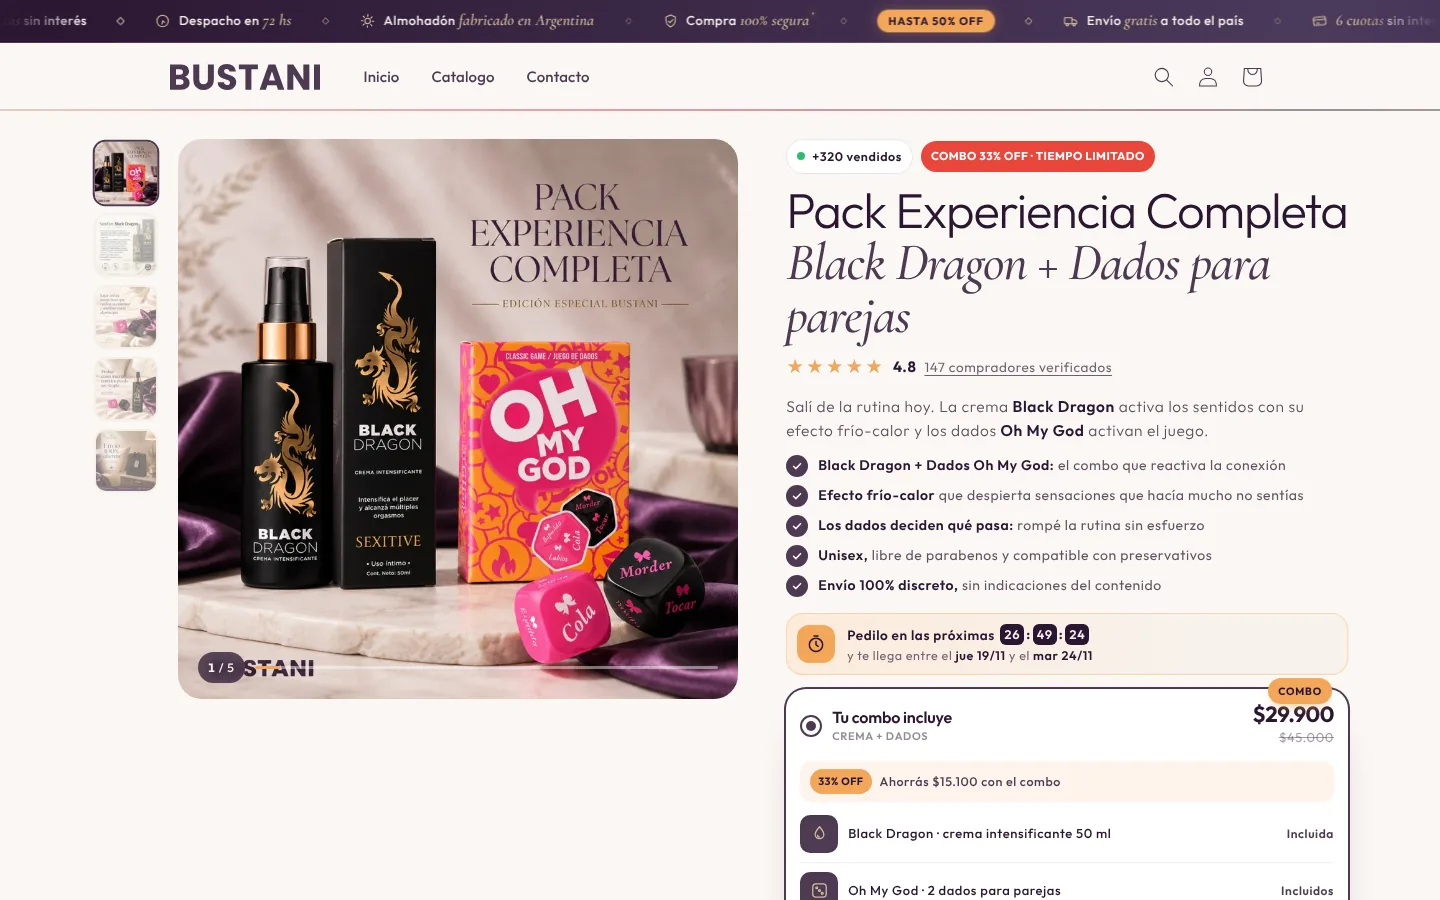 sin interés
Despacho en 72 hs
Almohadón fabricado en Argentina
Compra 100% segura
HASTA 50% OFF
Envío gratis a todo el país
6 cuotas sin
BUSTANI
Inicio
Catalogo
Contacto
PACK
EXPERIENCIA
COMPLETA
EDICIÓN ESPECIAL BUSTANI
BLACK
DRAGON
CREMA INTENSIFICANTE
BLACK
DRAGON
CREMA INTENSIFICANTE
Intensificá el placer
y alcanzá múltiples
orgasmos
SEXITIVE
• Uso íntimo •
Cont. Neto: 50ml
CLASSIC GAME / JUEGO DE DADOS
OH
MY
GOD
Morder
Tocar
Cola
Labios
Cola
Morder
Tocar
1 / 5
STANI
+320 vendidos
COMBO 33% OFF · TIEMPO LIMITADO
Pack Experiencia Completa
Black Dragon + Dados para
parejas
4.8 147 compradores verificados
Salí de la rutina hoy. La crema Black Dragon activa los sentidos con su
efecto frío-calor y los dados Oh My God activan el juego.
Black Dragon + Dados Oh My God: el combo que reactiva la conexión
Efecto frío-calor que despierta sensaciones que hacía mucho no sentías
Los dados deciden qué pasa: rompé la rutina sin esfuerzo
Unisex, libre de parabenos y compatible con preservativos
Envío 100% discreto, sin indicaciones del contenido
Pedilo en las próximas 26 : 49 : 24
y te llega entre el jue 19/11 y el mar 24/11
COMBO
Tu combo incluye
CREMA + DADOS
$29.900
$45.000
33% OFF Ahorrás $15.100 con el combo
Black Dragon · crema intensificante 50 ml
Incluida
Oh My God · 2 dados para parejas
Incluidos